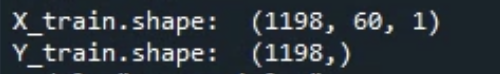 X_train.shape: (1198, 60, 1)
Y_train.shape: (1198,)